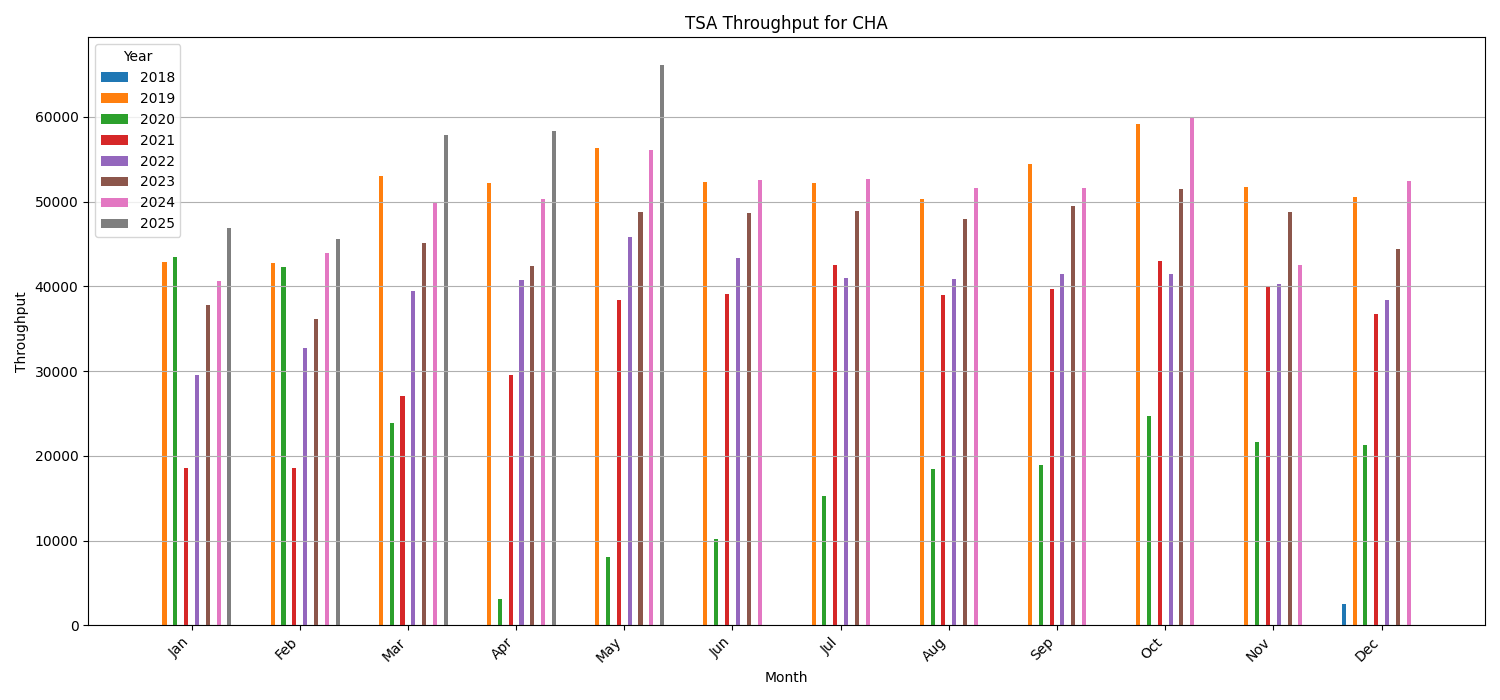 TSA Throughput for CHA
Year
2018
2019
2020
2021
2022
2023
2024
2025
Throughput
60000
50000
40000
30000
20000
10000
0
Jan
Feb
Mar
Apr
May
Jun
Jul
Aug
Sep
Oct
Nov
Dec
Month